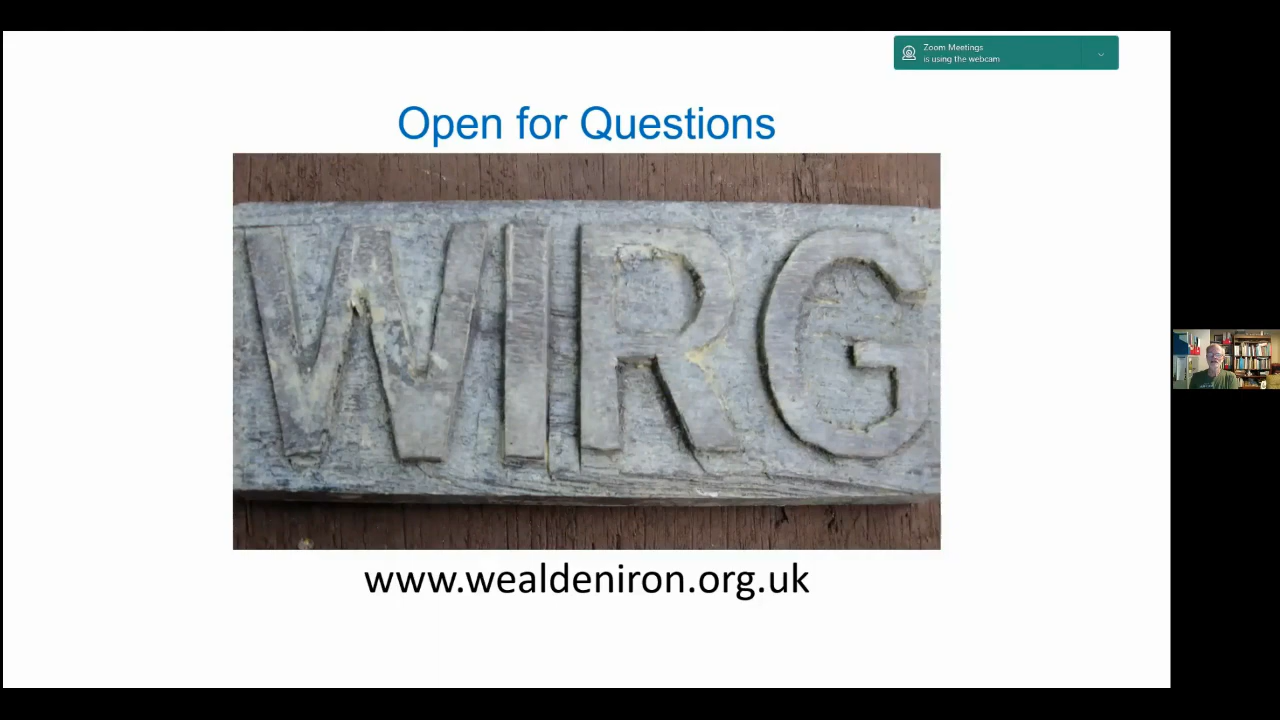 Zoom Meetings
is using the webcam
Open for Questions
WIRG
www.wealdeniron.org.uk